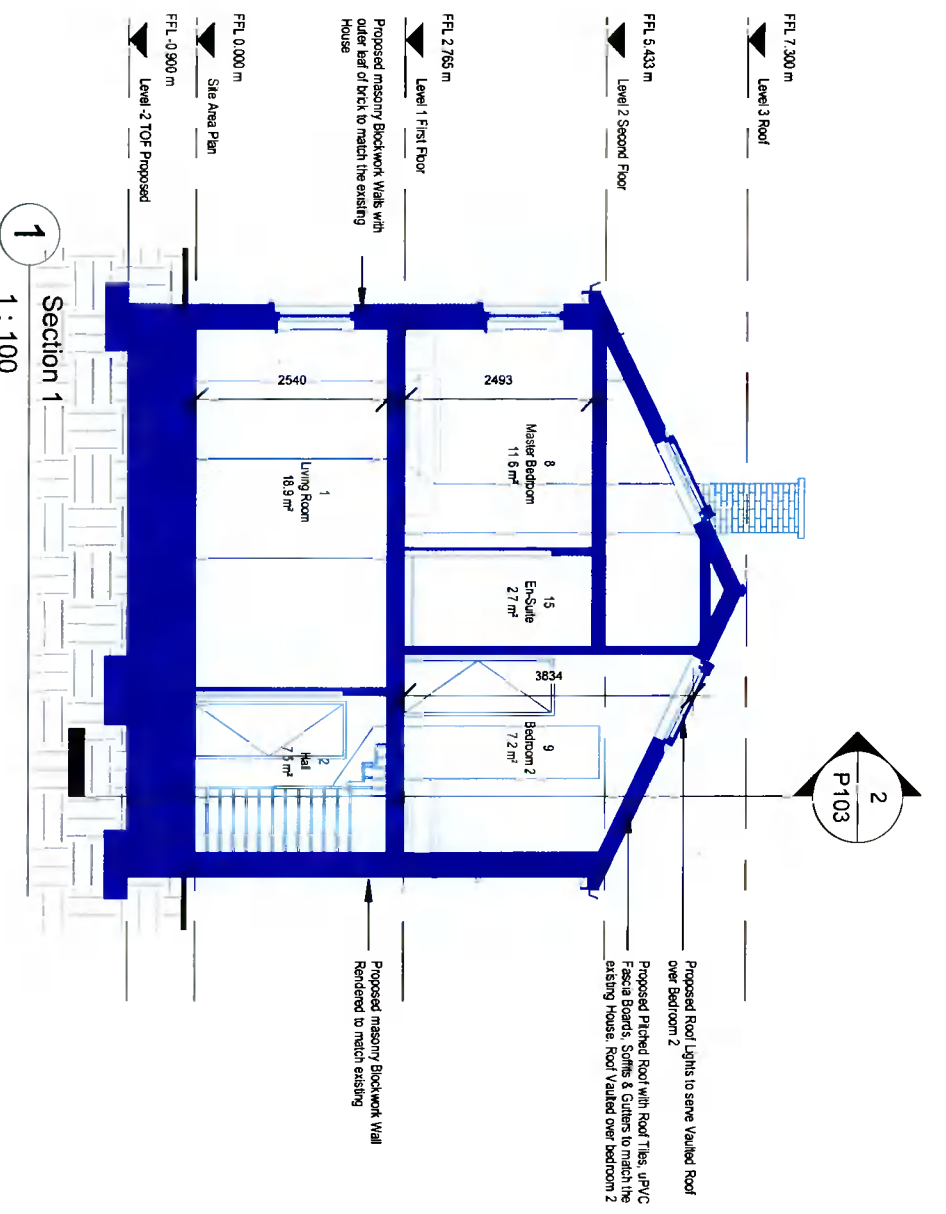 FFL 7.300 m
Level 3 Roof
FFL 5.433 m
Level 2 Second Floor
FFL 2.765 m
Level 1 First Floor
Proposed masonry Blockwork Walls with
outer leaf of brick to match the existing
House
FFL 0.000 m
Site Area Plan
FFL -0.900 m
Level -2 TOF Proposed
2493
8
Master Bedroom
11.6 m²
15
En-Suite
2.7 m²
3834
9
Bedroom 2
7.2 m²
2540
1
Living Room
18.9 m²
2
Hall
7.5 m²
2
P103
Proposed Roof Lights to serve Vaulted Roof
over Bedroom 2
Proposed Pitched Roof with Roof Tiles, uPVC
Fascia Boards, Soffits & Gutters to match the
existing House. Roof Vaulted over bedroom 2
Proposed masonry Blockwork Wall
Rendered to match existing
1
Section 1
1 : 100